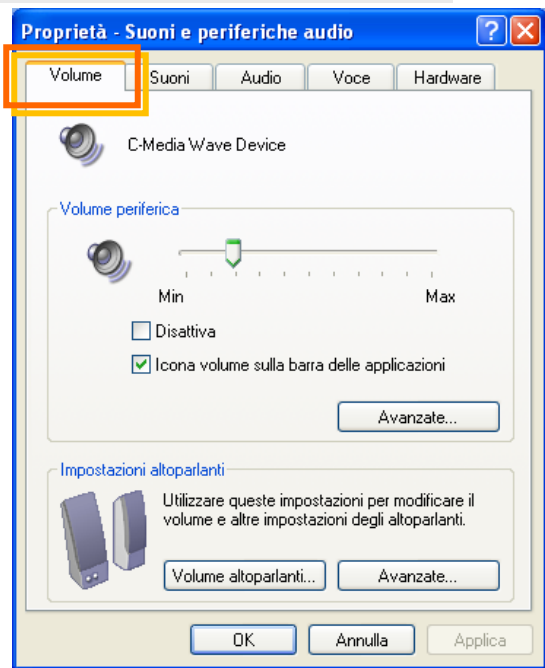 Proprietà - Suoni e periferiche audio
Volume Suoni Audio Voce Hardware
C-Media Wave Device
Volume periferica
Min Max
Disattiva
Icona volume sulla barra delle applicazioni
Avanzate...
Impostazioni altoparlanti
Utilizzare queste impostazioni per modificare il
volume e altre impostazioni degli altoparlanti.
Volume altoparlanti... Avanzate...
OK Annulla Applica